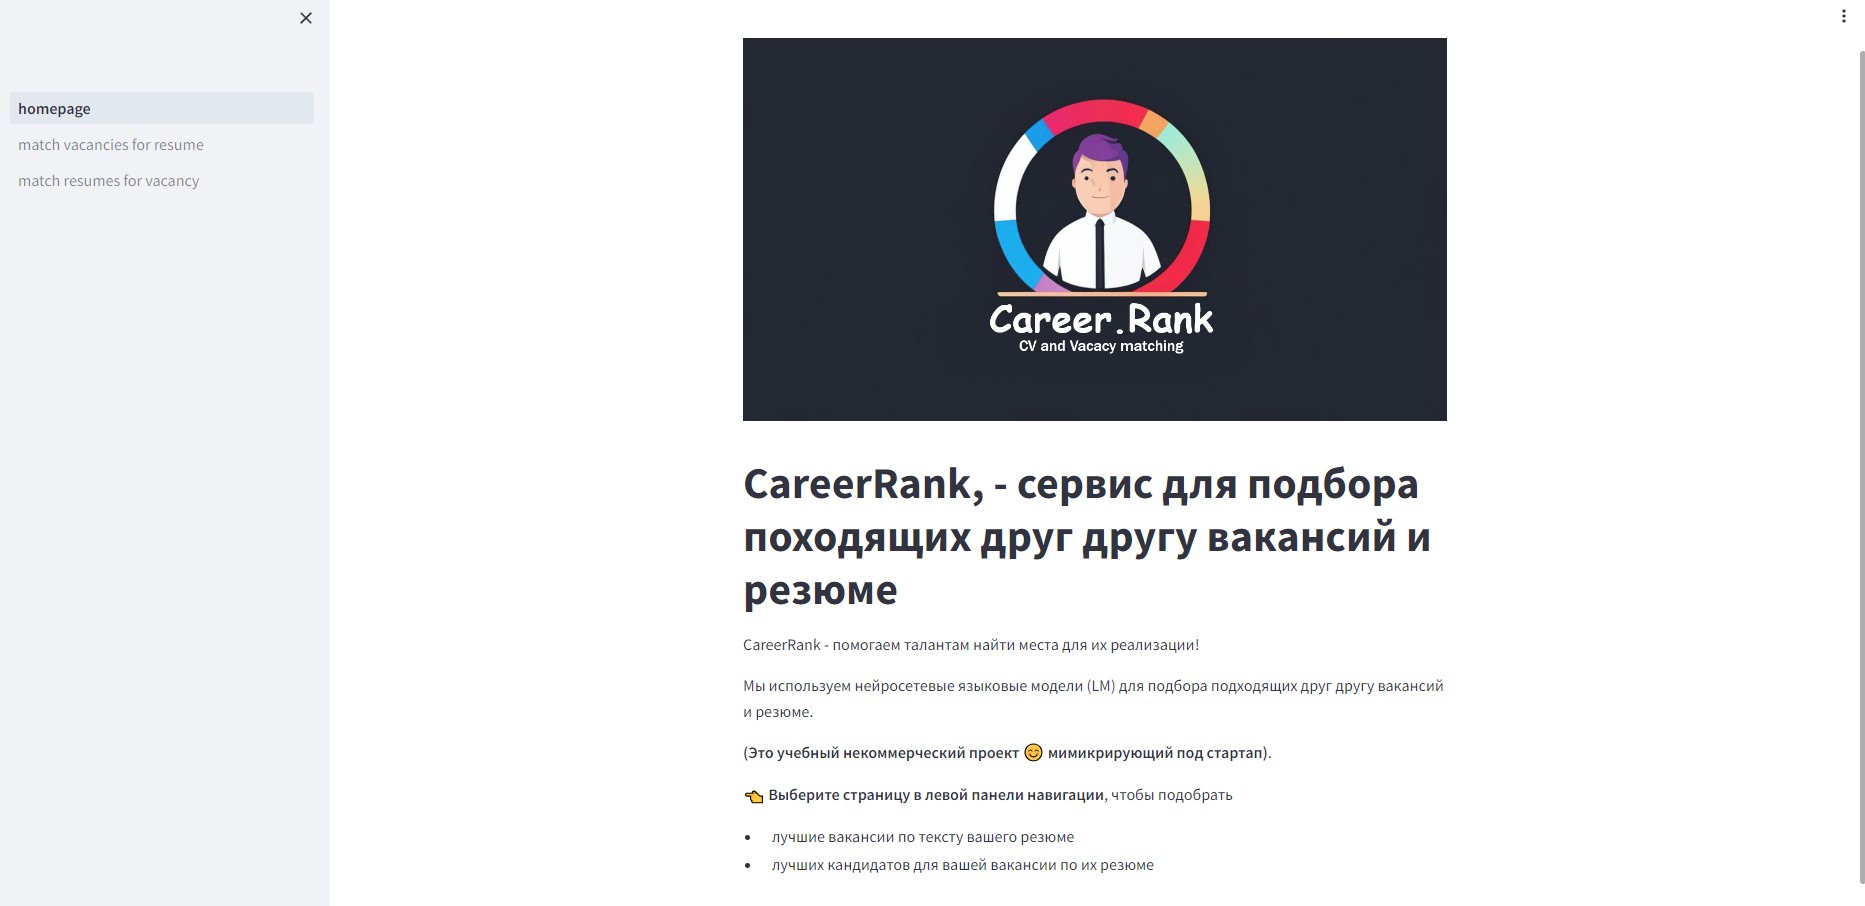 homepage
match vacancies for resume
match resumes for vacancy
Career.Rank
CV and Vacacy matching
CareerRank, - сервис для подбора
походящих друг другу вакансий и
резюме
CareerRank - помогаем талантам найти места для их реализации!
Мы используем нейросетевые языковые модели (LM) для подбора подходящих друг другу вакансий
и резюме.
(Это учебный некоммерческий проект 😊 мимикрирующий под стартап).
👈 Выберите страницу в левой панели навигации, чтобы подобрать
• лучшие вакансии по тексту вашего резюме
• лучших кандидатов для вашей вакансии по их резюме